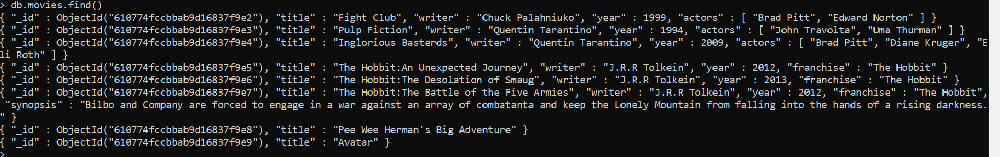 > db.movies.find()
{ "_id" : ObjectId("610774fccbbab9d16837f9e2"), "title" : "Fight Club", "writer" : "Chuck Palahniuko", "year" : 1999, "actors" : [ "Brad Pitt", "Edward Norton" ] }
{ "_id" : ObjectId("610774fccbbab9d16837f9e3"), "title" : "Pulp Fiction", "writer" : "Quentin Tarantino", "year" : 1994, "actors" : [ "John Travolta", "Uma Thurman" ] }
{ "_id" : ObjectId("610774fccbbab9d16837f9e4"), "title" : "Inglorious Basterds", "writer" : "Quentin Tarantino", "year" : 2009, "actors" : [ "Brad Pitt", "Diane Kruger", "E
li Roth" ] }
{ "_id" : ObjectId("610774fccbbab9d16837f9e5"), "title" : "The Hobbit:An Unexpected Journey", "writer" : "J.R.R Tolkein", "year" : 2012, "franchise" : "The Hobbit" }
{ "_id" : ObjectId("610774fccbbab9d16837f9e6"), "title" : "The Hobbit:The Desolation of Smaug", "writer" : "J.R.R Tolkein", "year" : 2013, "franchise" : "The Hobbit" }
{ "_id" : ObjectId("610774fccbbab9d16837f9e7"), "title" : "The Hobbit:The Battle of the Five Armies", "writer" : "J.R.R Tolkein", "year" : 2012, "franchise" : "The Hobbit",
 "synopsis" : "Bilbo and Company are forced to engage in a war against an array of combatanta and keep the Lonely Mountain from falling into the hands of a rising darkness.
" }
{ "_id" : ObjectId("610774fccbbab9d16837f9e8"), "title" : "Pee Wee Herman's Big Adventure" }
{ "_id" : ObjectId("610774fccbbab9d16837f9e9"), "title" : "Avatar" }
>